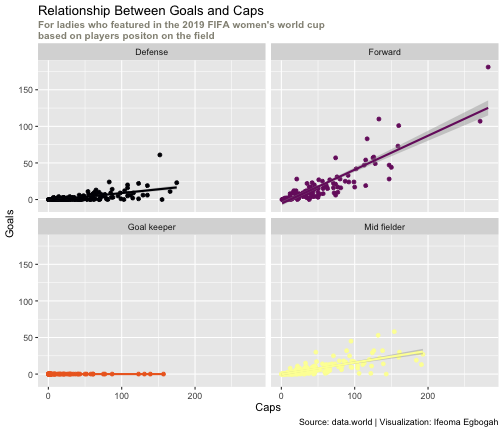 Relationship Between Goals and Caps
For ladies who featured in the 2019 FIFA women's world cup
based on players positon on the field
Defense
Forward
150
100
50
0
Goal keeper
Mid fielder
150
100
50
0
Goals
0
100
200
0
100
200
Caps
Source: data.world | Visualization: Ifeoma Egbogah